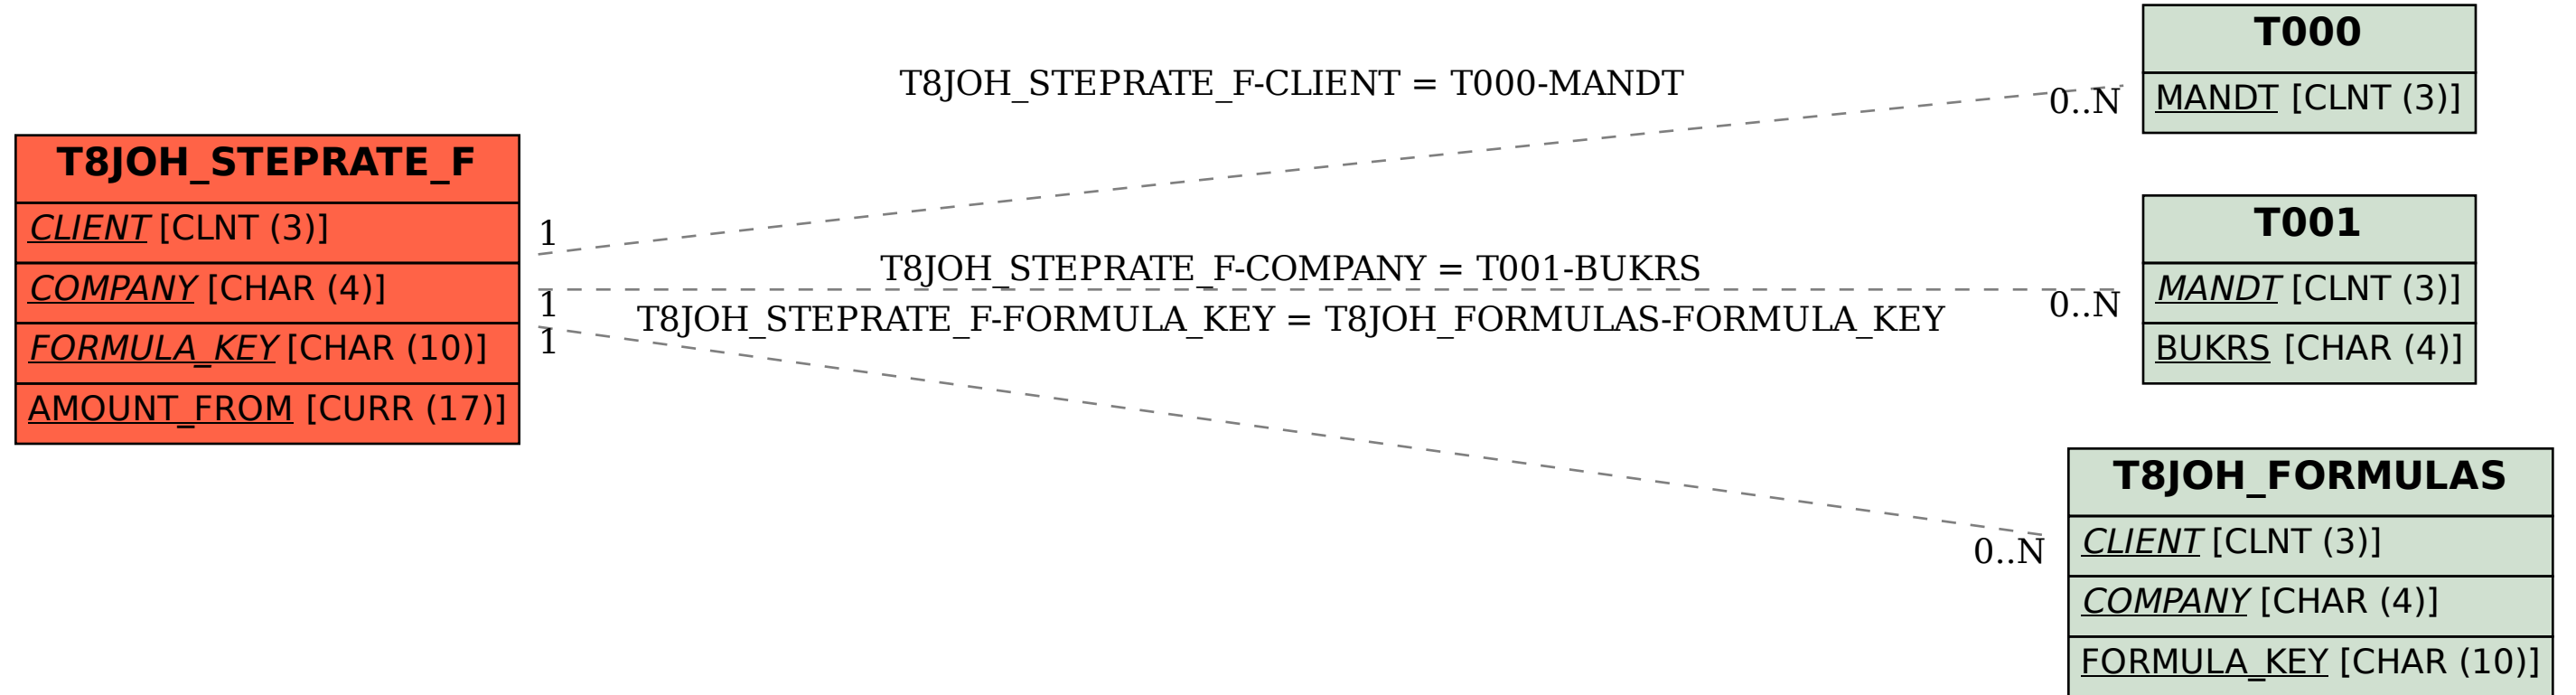 T8JOH_STEPRATE_F
CLIENT [CLNT (3)]
COMPANY [CHAR (4)]
FORMULA_KEY [CHAR (10)]
AMOUNT_FROM [CURR (17)]
T8JOH_STEPRATE_F-CLIENT = T000-MANDT
1
0..N
T8JOH_STEPRATE_F-COMPANY = T001-BUKRS
1
0..N
T8JOH_STEPRATE_F-FORMULA_KEY = T8JOH_FORMULAS-FORMULA_KEY
1
0..N
T000
MANDT [CLNT (3)]
T001
MANDT [CLNT (3)]
BUKRS [CHAR (4)]
T8JOH_FORMULAS
CLIENT [CLNT (3)]
COMPANY [CHAR (4)]
FORMULA_KEY [CHAR (10)]